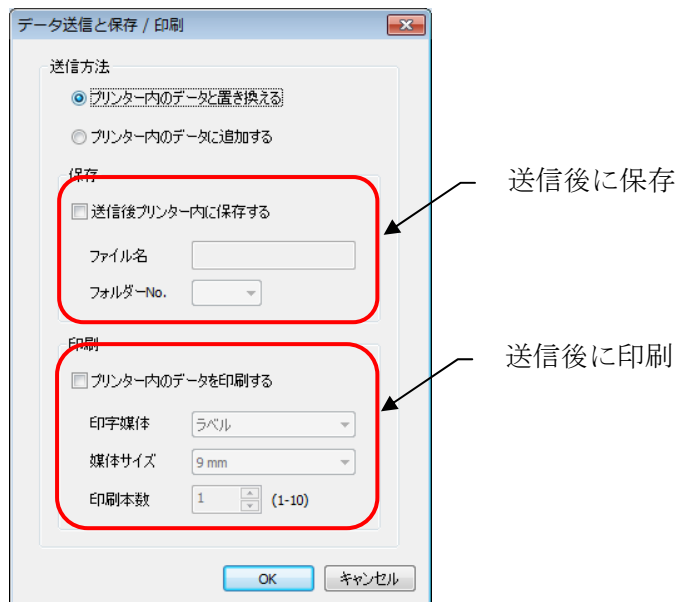 データ送信と保存 / 印刷
送信方法
プリンター内のデータと置き換える
プリンター内のデータに追加する
保存
送信後プリンター内に保存する
ファイル名
フォルダーNo.
送信後に保存
印刷
プリンター内のデータを印刷する
印字媒体 ラベル
媒体サイズ 9 mm
印刷本数 1 (1-10)
送信後に印刷
OK キャンセル